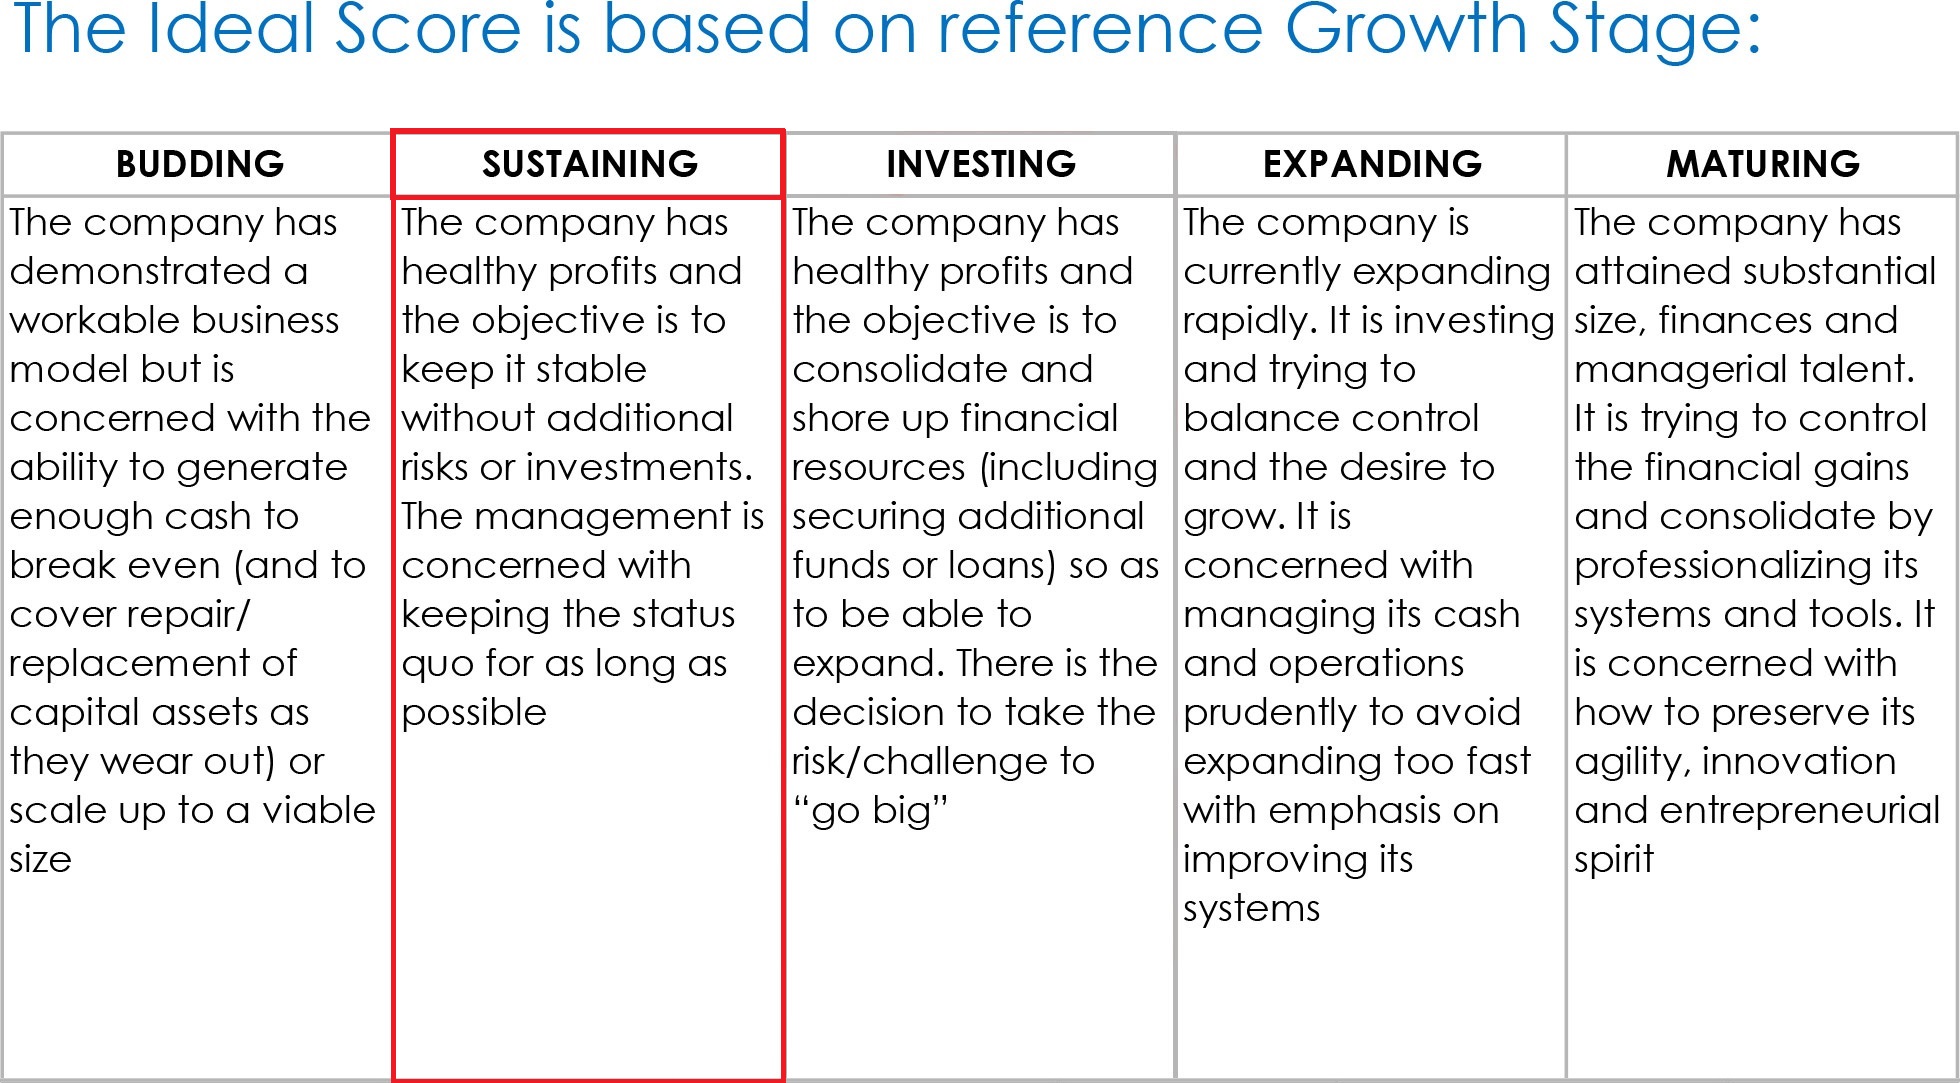 The Ideal Score is based on reference Growth Stage:
BUDDING
The company has
demonstrated a
workable business
model but is
concerned with the
ability to generate
enough cash to
break even (and to
cover repair/
replacement of
capital assets as
they wear out) or
scale up to a viable
size
SUSTAINING
The company has
healthy profits and
the objective is to
keep it stable
without additional
risks or investments.
The management is
concerned with
keeping the status
quo for as long as
possible
INVESTING
The company has
healthy profits and
the objective is to
consolidate and
shore up financial
resources (including
securing additional
funds or loans) so as
to be able to
expand. There is the
decision to take the
risk/challenge to
“go big”
EXPANDING
The company is
currently expanding
rapidly. It is investing
and trying to
balance control
and the desire to
grow. It is
concerned with
managing its cash
and operations
prudently to avoid
expanding too fast
with emphasis on
improving its
systems
MATURING
The company has
attained substantial
size, finances and
managerial talent.
It is trying to control
the financial gains
and consolidate by
professionalizing its
systems and tools. It
is concerned with
how to preserve its
agility, innovation
and entrepreneurial
spirit